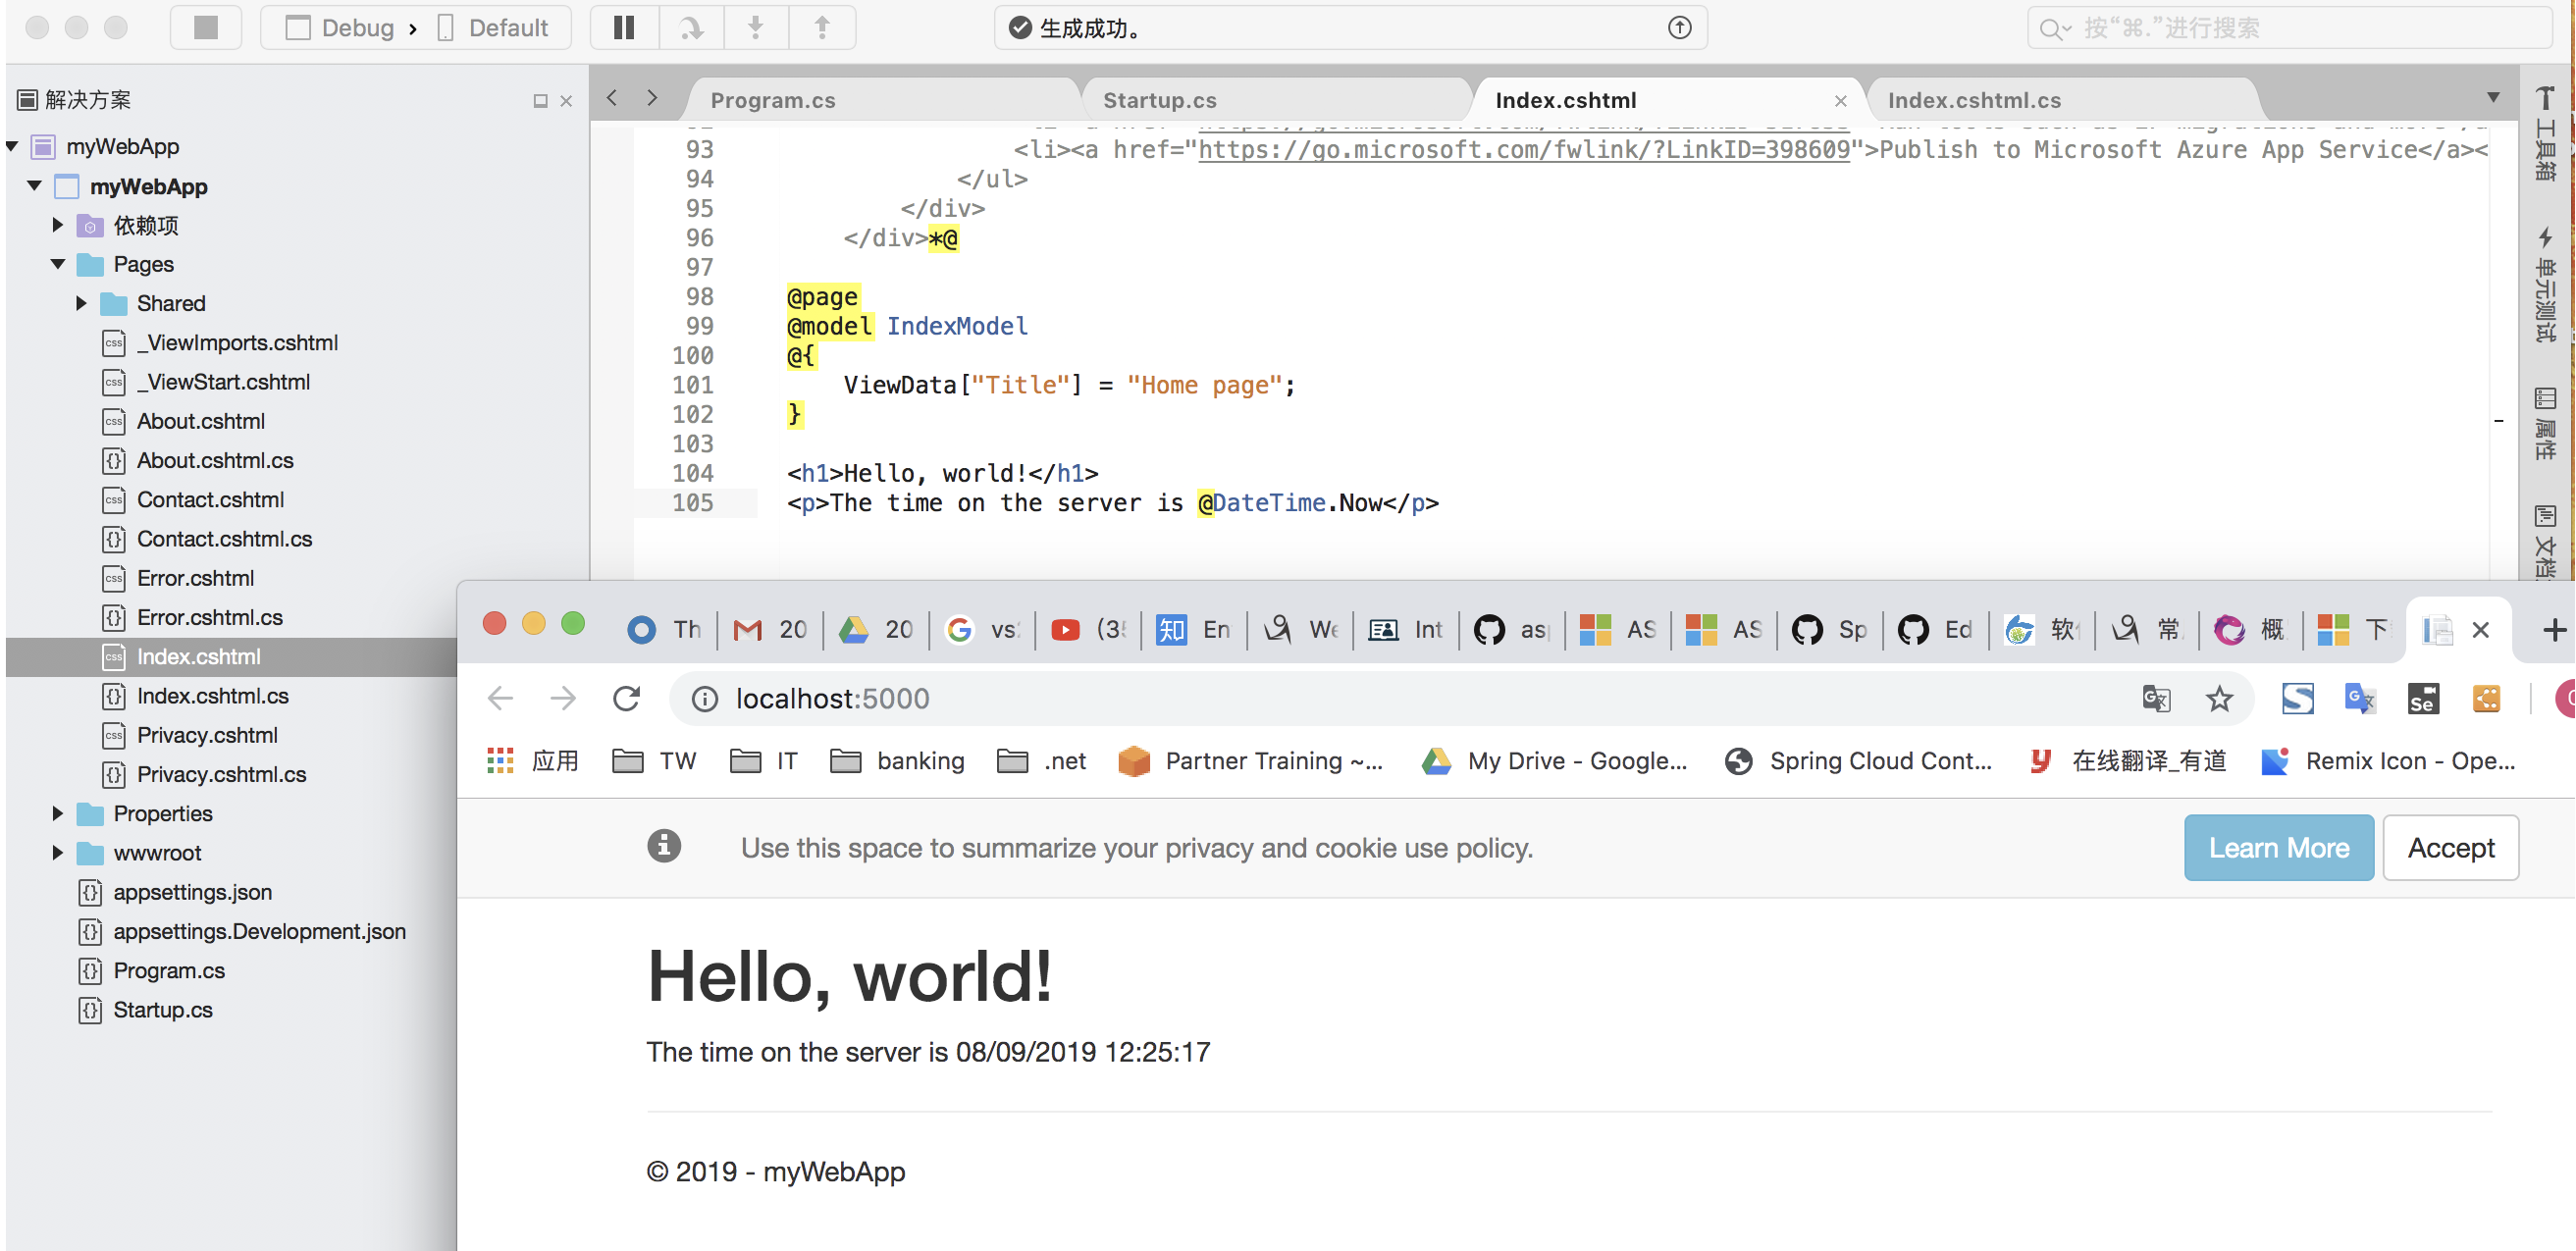 Debug › Default
生成成功。
按“⌘.”进行搜索
解决方案
myWebApp
myWebApp
依赖项
Pages
Shared
_ViewImports.cshtml
_ViewStart.cshtml
About.cshtml
About.cshtml.cs
Contact.cshtml
Contact.cshtml.cs
Error.cshtml
Error.cshtml.cs
Index.cshtml
Index.cshtml.cs
Privacy.cshtml
Privacy.cshtml.cs
Properties
wwwroot
appsettings.json
appsettings.Development.json
Program.cs
Startup.cs
Program.cs Startup.cs Index.cshtml Index.cshtml.cs
93 <li><a href="https://go.microsoft.com/fwlink/?LinkID=398609">Publish to Microsoft Azure App Service</a><
94 </ul>
95 </div>
96 </div>*@
97
98 @page
99 @model IndexModel
100 @{
101 ViewData["Title"] = "Home page";
102 }
103
104 <h1>Hello, world!</h1>
105 <p>The time on the server is @DateTime.Now</p>
工具箱
单元测试
属性
文档
Th 20 20 vs (3 知 En We Int as AS AS Sp Ed 软 常 概 下
localhost:5000
Se
应用 TW IT banking .net Partner Training ~... My Drive - Google... Spring Cloud Cont... 在线翻译_有道 Remix Icon - Ope...
Use this space to summarize your privacy and cookie use policy.
Learn More Accept
Hello, world!
The time on the server is 08/09/2019 12:25:17
© 2019 - myWebApp